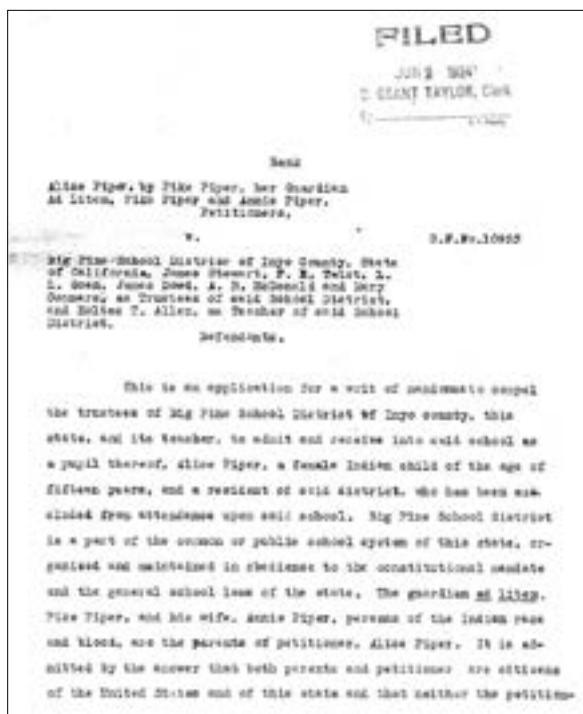 FILED
JUN 2 1924
B. GRANT TAYLOR, Clerk
Bank
Alice Piper, by Pike Piper, her Guardian
Ad Litem, Pike Piper and Annie Piper,
Petitioners,
v. S.F.No.10955
Big Pine School District of Inyo County, State
of California, James Stewart, F. R. Twist, L.
L. Goen, James Dowd, A. McDonald and Mary
Conners, as Trustees of said School District,
and T. Allen, as Teacher of said School
District.
Defendants.
This is an application for a writ of mandamus to compel
the trustees of Big Pine School District of Inyo county, this
state, and its teacher, to admit and receive into said school as
a pupil thereof, Alice Piper, a female Indian child of the age of
fifteen years, and a resident of said district, who has been ex-
cluded from attendance upon said school. Big Pine School District
is a part of the common or public school system of this state, or-
ganized and maintained in obedience to the constitutional mandate
and the general school laws of the state. The guardian ad litem,
Pike Piper, and his wife, Annie Piper, persons of the Indian race
and blood, are the parents of petitioner, Alice Piper. It is ad-
mitted by the answer that both parents and petitioner are citizens
of the United States and of this state and that neither the petition-